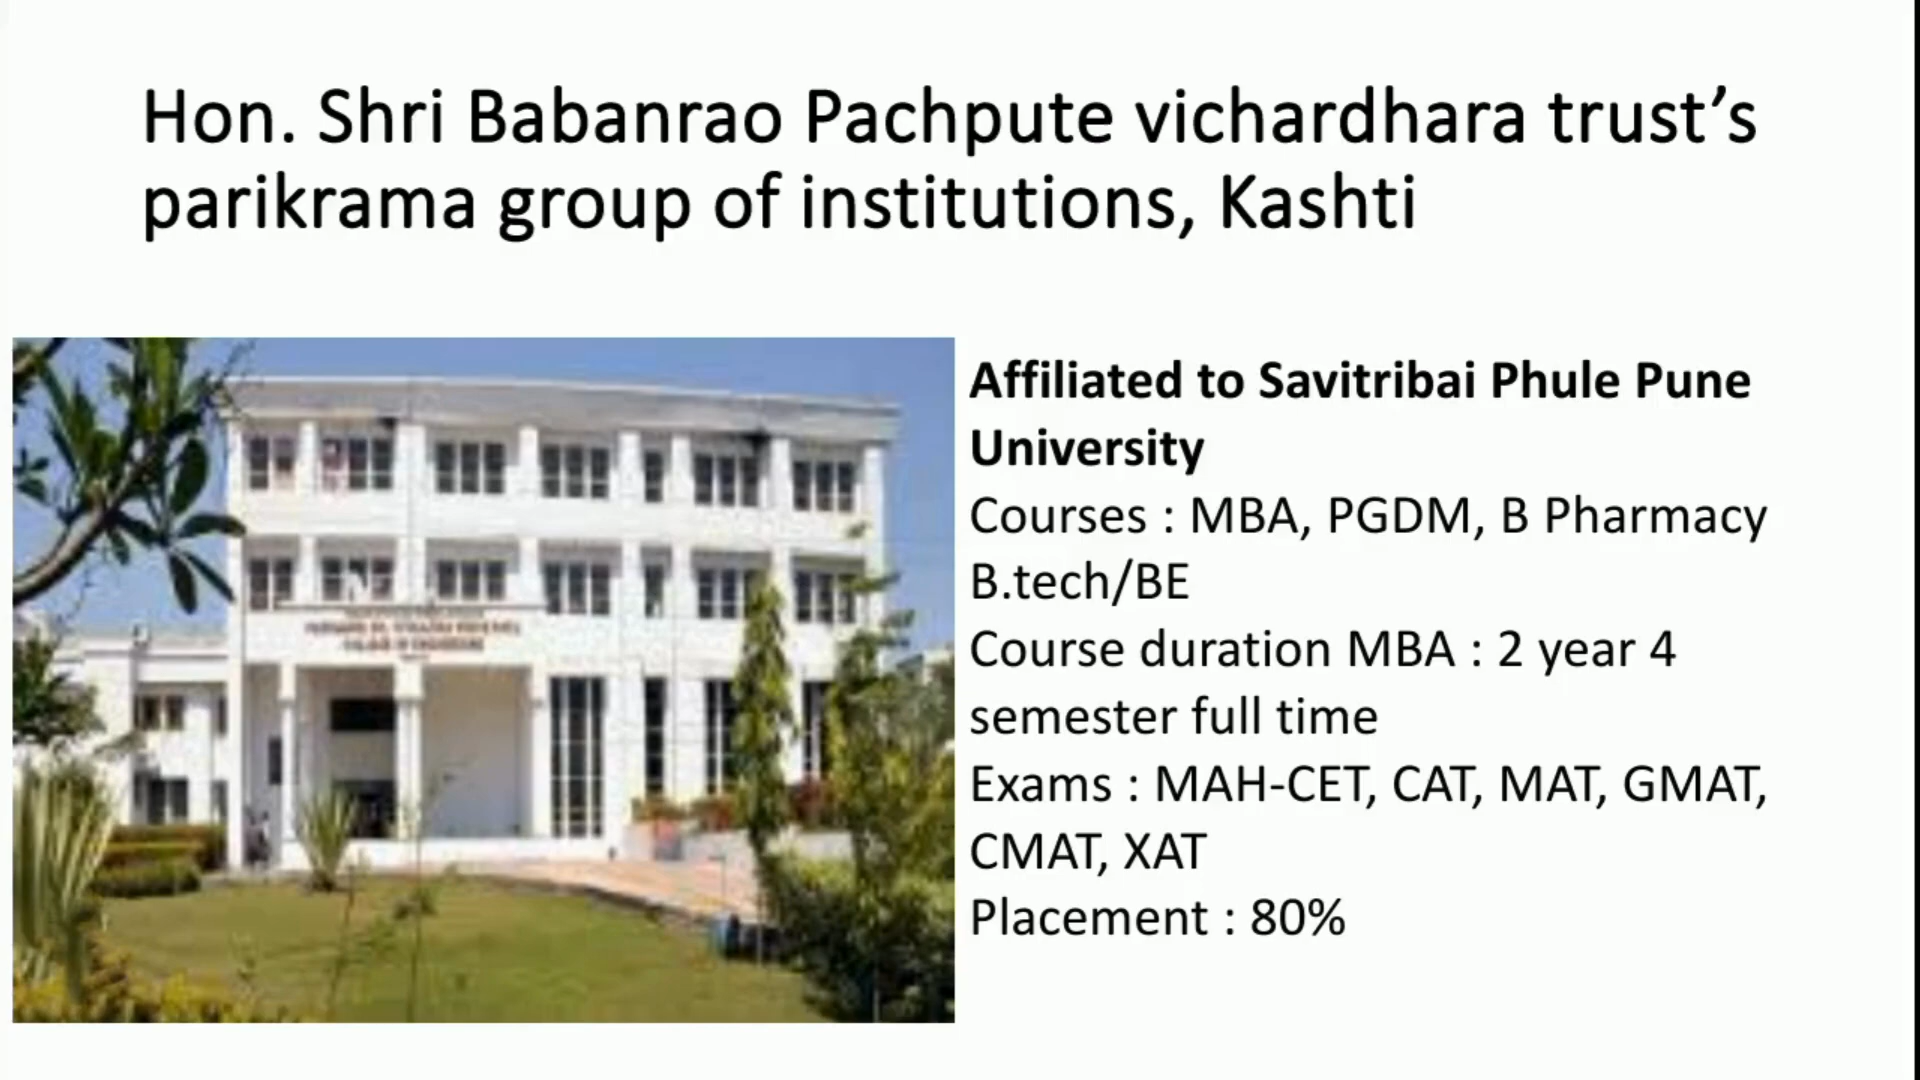 Hon. Shri Babanrao Pachpute vichardhara trust’s
parikrama group of institutions, Kashti
Affiliated to Savitribai Phule Pune
University
Courses : MBA, PGDM, B Pharmacy
B.tech/BE
Course duration MBA : 2 year 4
semester full time
Exams : MAH-CET, CAT, MAT, GMAT,
CMAT, XAT
Placement : 80%